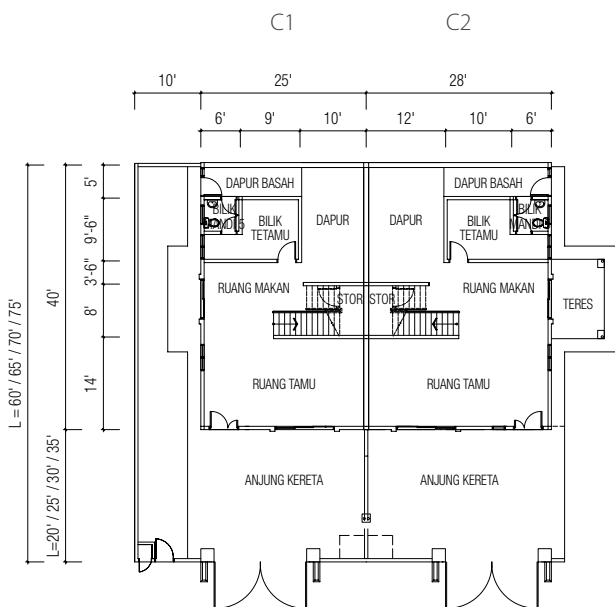 C1 C2
10' 25' 28'
6' 9' 10' 12' 10' 6'
DAPUR BASAH DAPUR BASAH
5'
BILIK BILIK
BILIK TETAMU DAPUR DAPUR BILIK TETAMU
9'-6"
3'-6"
RUANG MAKAN RUANG MAKAN
STOR STOR TERES
8'
40'
L = 60' / 65' / 70' / 75'
RUANG TAMU RUANG TAMU
14'
ANJUNG KERETA ANJUNG KERETA
L=20' / 25' / 30' / 35'